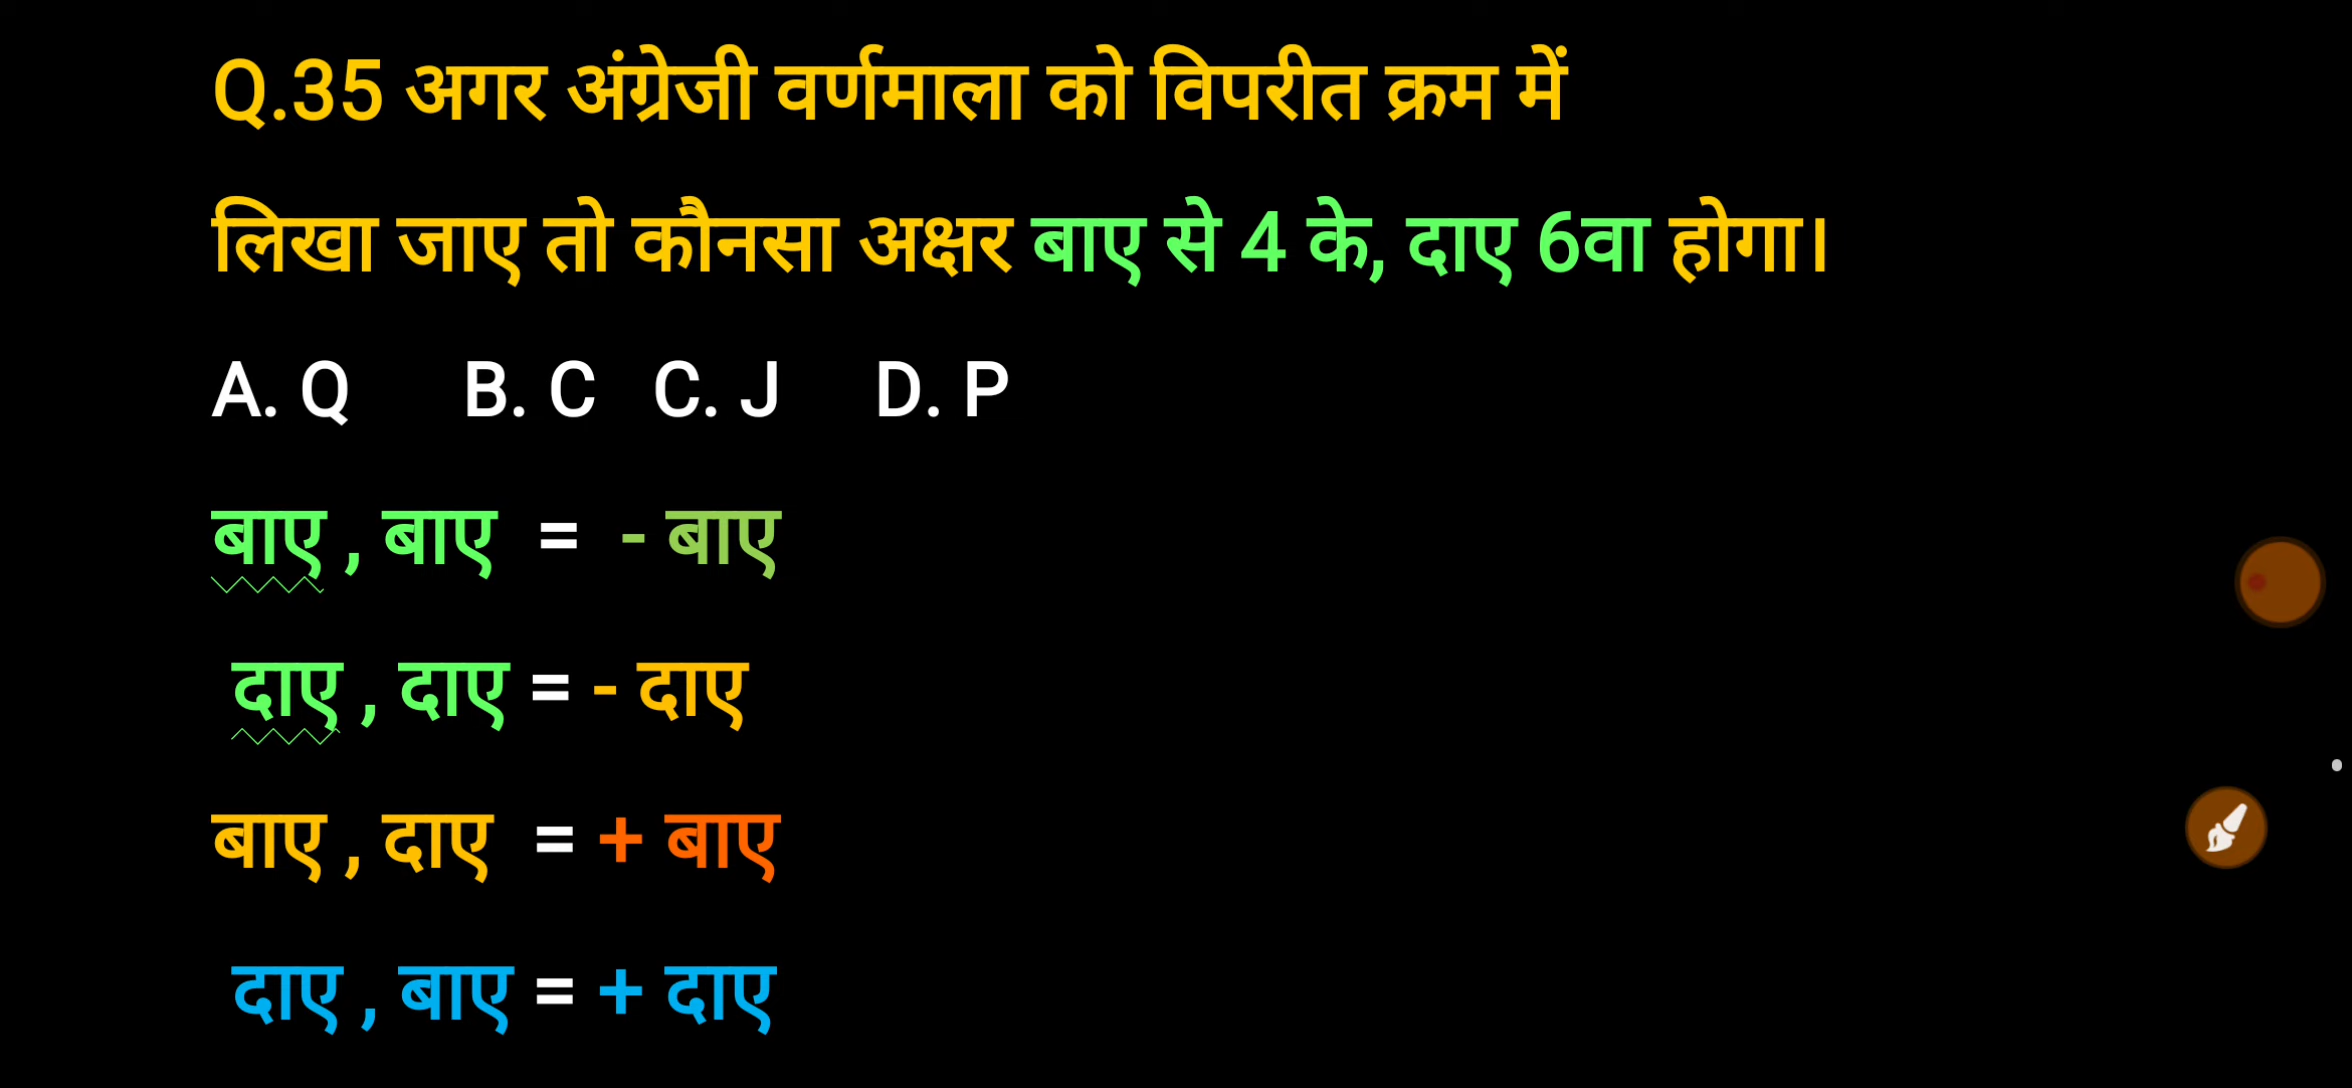 Q.35 अगर अंग्रेजी वर्णमाला को विपरीत क्रम में
लिखा जाए तो कौनसा अक्षर बाए से 4 के, दाए 6वा होगा।
A. Q B. C C. J D. P
बाए , बाए = - बाए
दाए , दाए = - दाए
बाए , दाए = + बाए
दाए , बाए = + दाए